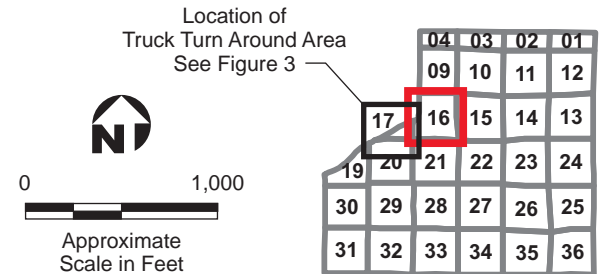 Location of
Truck Turn Around Area
See Figure 3
N
0 1,000
Approximate
Scale in Feet
04 03 02 01
09 10 11 12
17 16 15 14 13
19 20 21 22 23 24
30 29 28 27 26 25
31 32 33 34 35 36